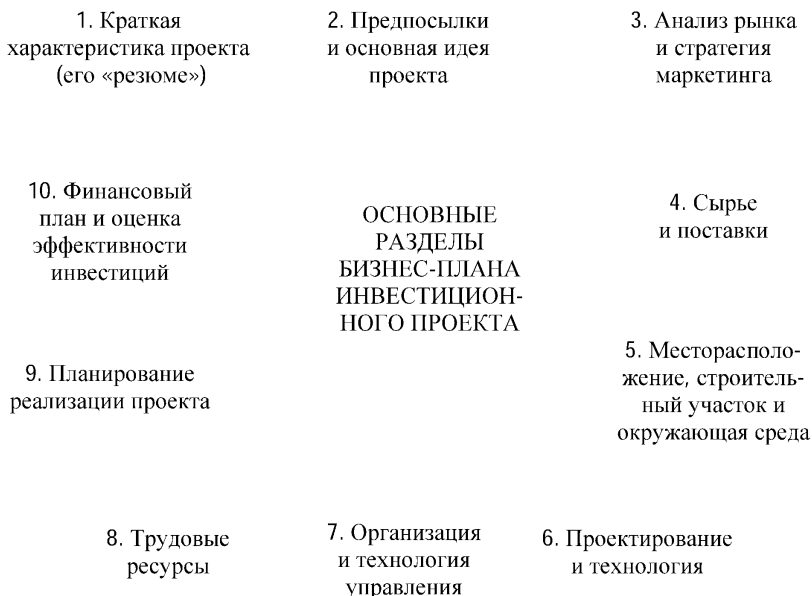 1. Краткая
характеристика проекта
(его «резюме»)
2. Предпосылки
и основная идея
проекта
3. Анализ рынка
и стратегия
маркетинга
10. Финансовый
план и оценка
эффективности
инвестиций
ОСНОВНЫЕ
РАЗДЕЛЫ
БИЗНЕС-ПЛАНА
ИНВЕСТИЦИОН-
НОГО ПРОЕКТА
4. Сырье
и поставки
5. Месторасполо-
жение, строитель-
ный участок и
окружающая среда
9. Планирование
реализации проекта
8. Трудовые
ресурсы
7. Организация
и технология
управления
6. Проектирование
и технология